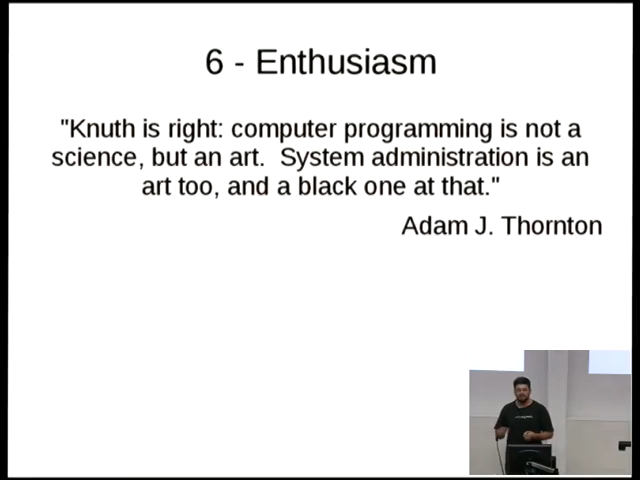 6 - Enthusiasm
"Knuth is right: computer programming is not a
science, but an art.  System administration is an
art too, and a black one at that."
Adam J. Thornton